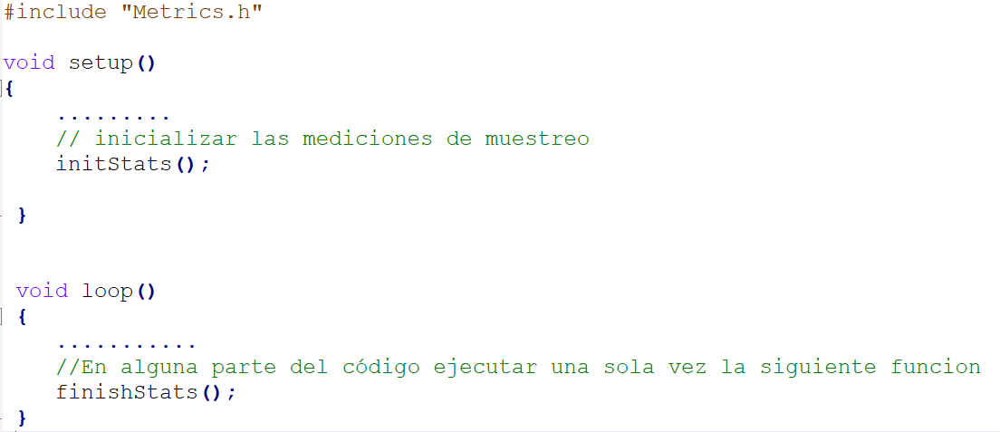 #include "Metrics.h"
void setup()
{
.........
// inicializar las mediciones de muestreo
initStats();
}
void loop()
{
...........
//En alguna parte del código ejecutar una sola vez la siguiente funcion
finishStats();
}